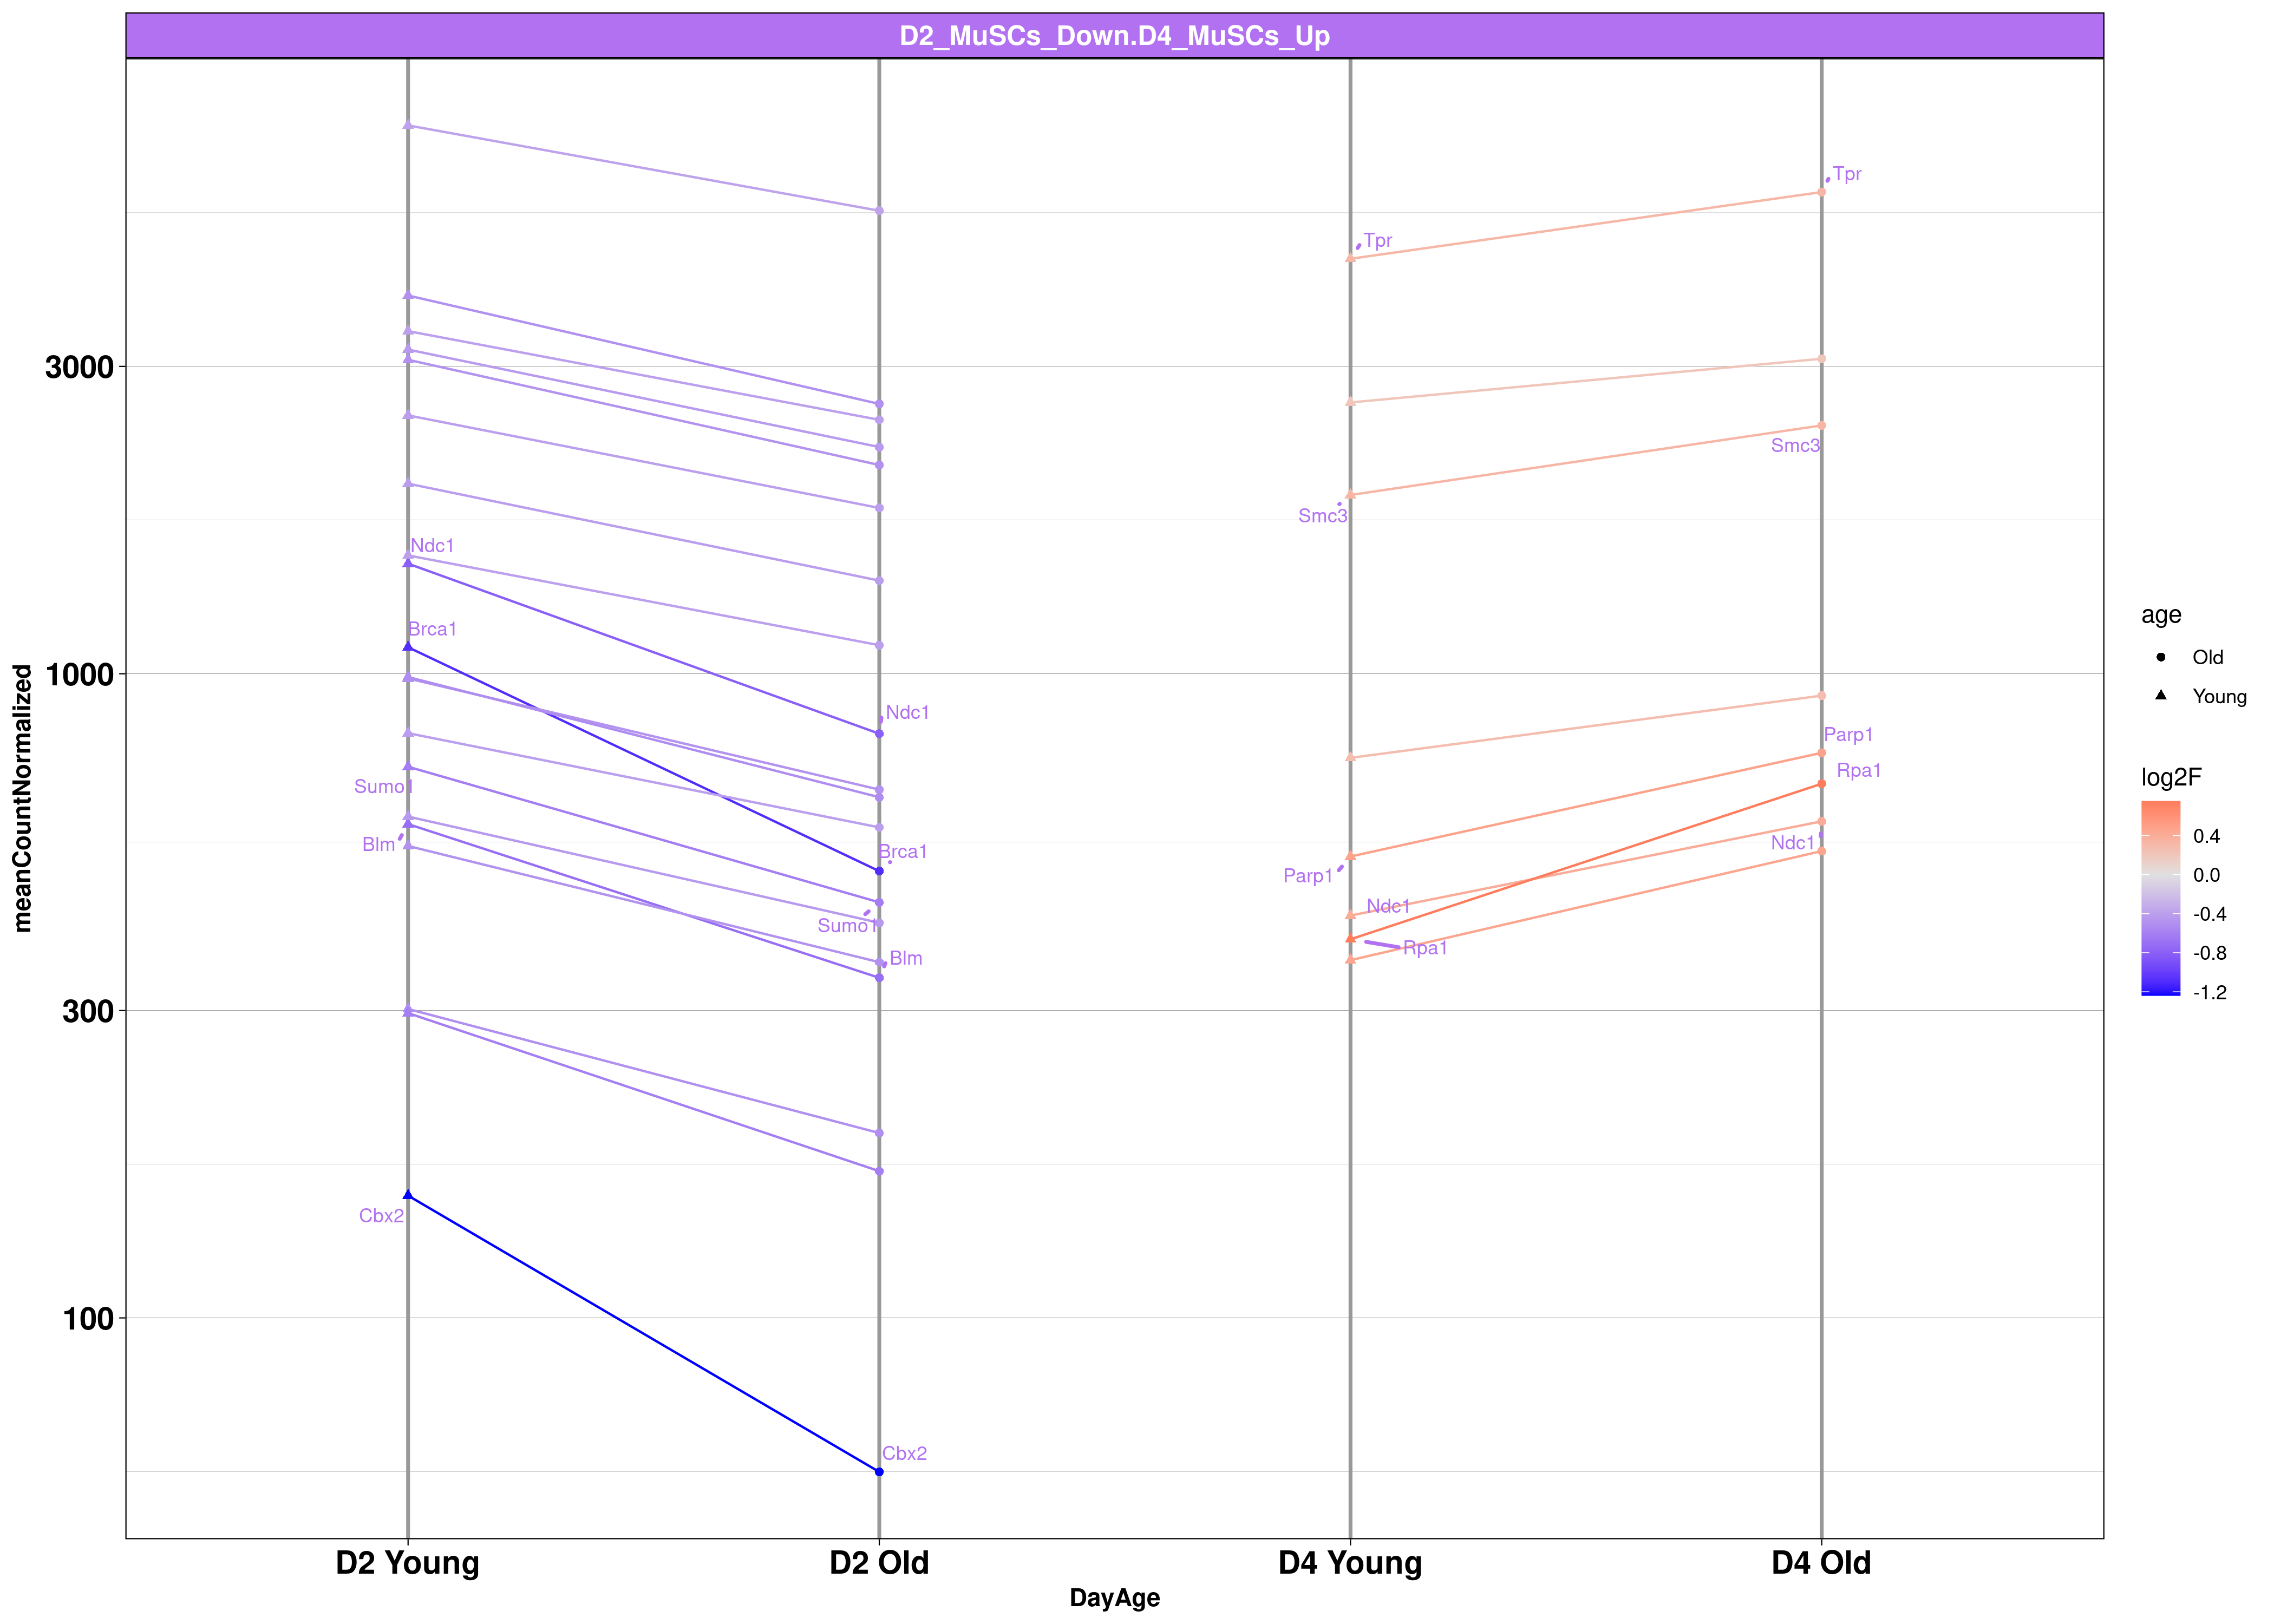 D2_MuSCs_Down.D4_MuSCs_Up
Tpr
Tpr
3000
Smc3
Smc3
Ndc1
Brca1
1000
Ndc1
Parp1
Rpa1
Sumo1
Blm
Brca1
Ndc1
Parp1
Ndc1
Sumo1
Rpa1
Blm
300
Cbx2
100
Cbx2
meanCountNormalized
D2 Young
D2 Old
D4 Young
D4 Old
DayAge
age
Old
Young
log2F
0.4
0.0
-0.4
-0.8
-1.2